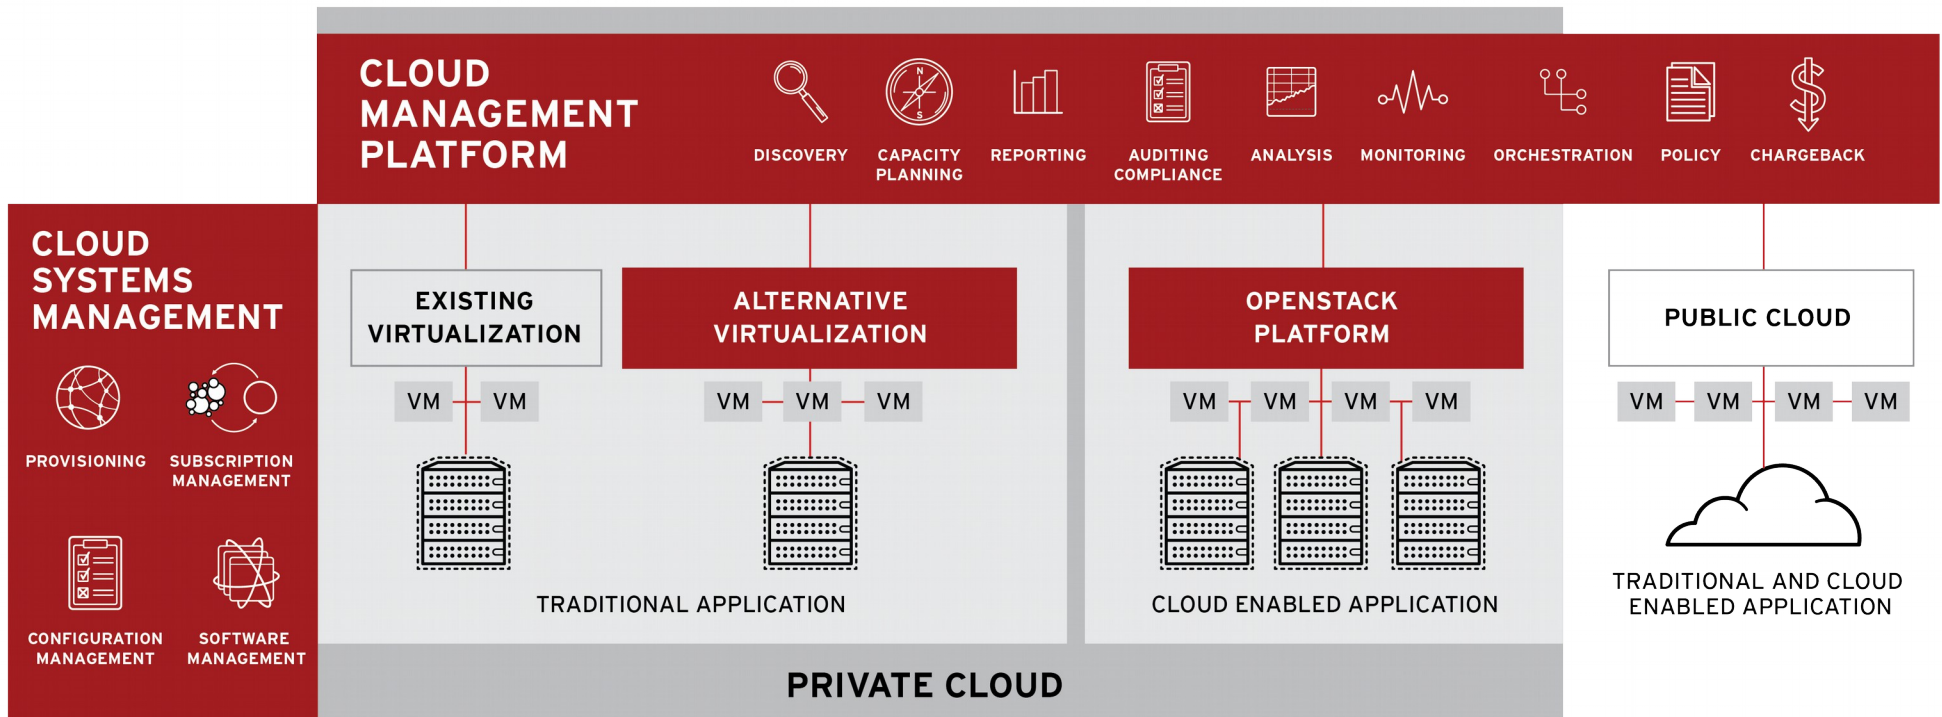 CLOUD
MANAGEMENT
PLATFORM
N
S
DISCOVERY
CAPACITY
PLANNING
REPORTING
AUDITING
COMPLIANCE
ANALYSIS
MONITORING
ORCHESTRATION
POLICY
CHARGEBACK
CLOUD
SYSTEMS
MANAGEMENT
PROVISIONING
SUBSCRIPTION
MANAGEMENT
CONFIGURATION
MANAGEMENT
SOFTWARE
MANAGEMENT
EXISTING
VIRTUALIZATION
VM VM
ALTERNATIVE
VIRTUALIZATION
VM VM VM
TRADITIONAL APPLICATION
OPENSTACK
PLATFORM
VM VM VM VM
CLOUD ENABLED APPLICATION
PUBLIC CLOUD
VM VM VM VM
TRADITIONAL AND CLOUD
ENABLED APPLICATION
PRIVATE CLOUD